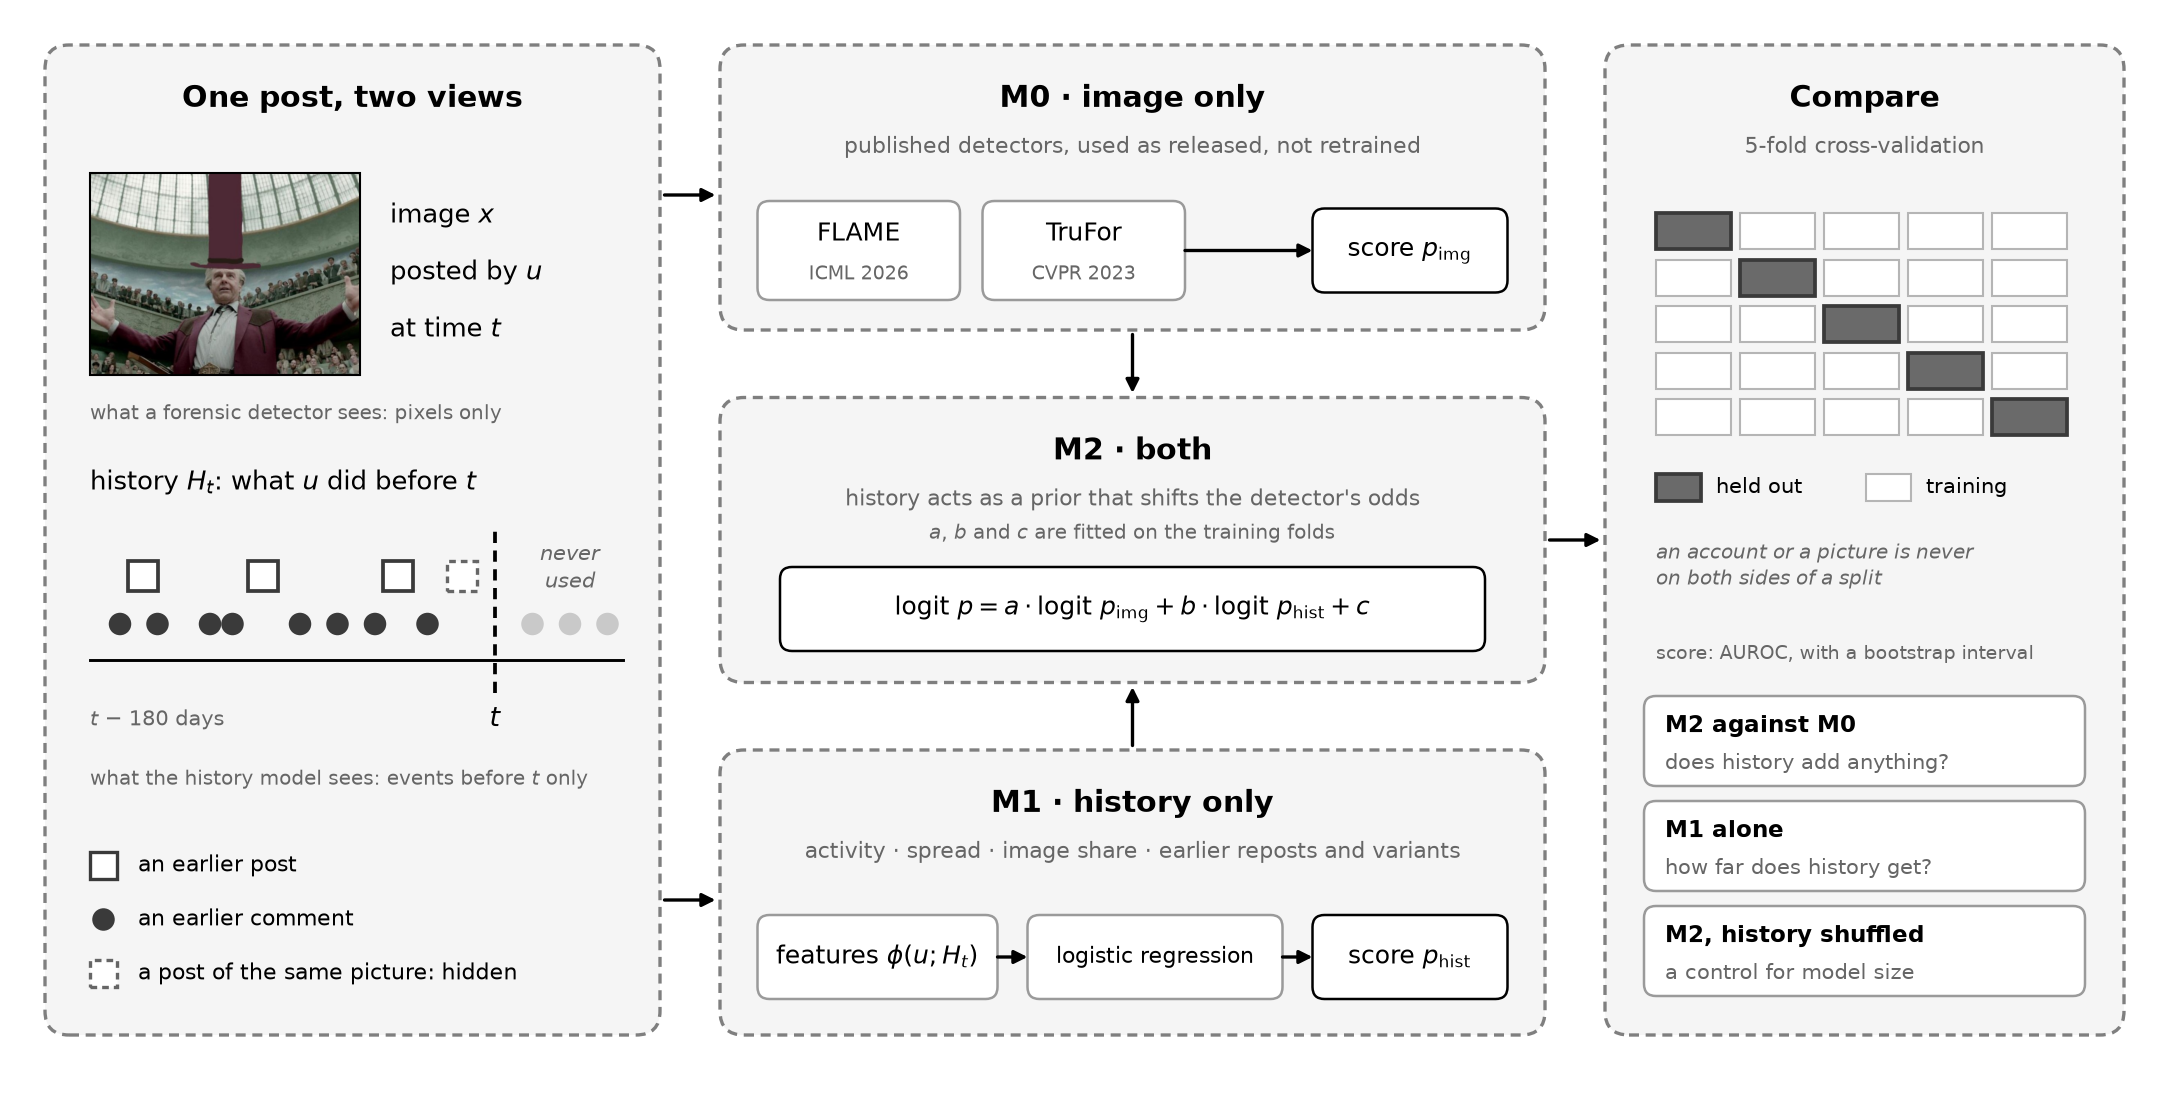 One post, two views
image x
posted by u
at time t
what a forensic detector sees: pixels only
history Hₜ: what u did before t
never
used
t − 180 days
t
what the history model sees: events before t only
an earlier post
an earlier comment
a post of the same picture: hidden
M0 · image only
published detectors, used as released, not retrained
FLAME
ICML 2026
TruFor
CVPR 2023
score p_img
M2 · both
history acts as a prior that shifts the detector's odds
a, b and c are fitted on the training folds
logit p = a · logit p_img + b · logit p_hist + c
M1 · history only
activity · spread · image share · earlier reposts and variants
features ϕ(u; Hₜ)
logistic regression
score p_hist
Compare
5-fold cross-validation
held out
training
an account or a picture is never
on both sides of a split
score: AUROC, with a bootstrap interval
M2 against M0
does history add anything?
M1 alone
how far does history get?
M2, history shuffled
a control for model size